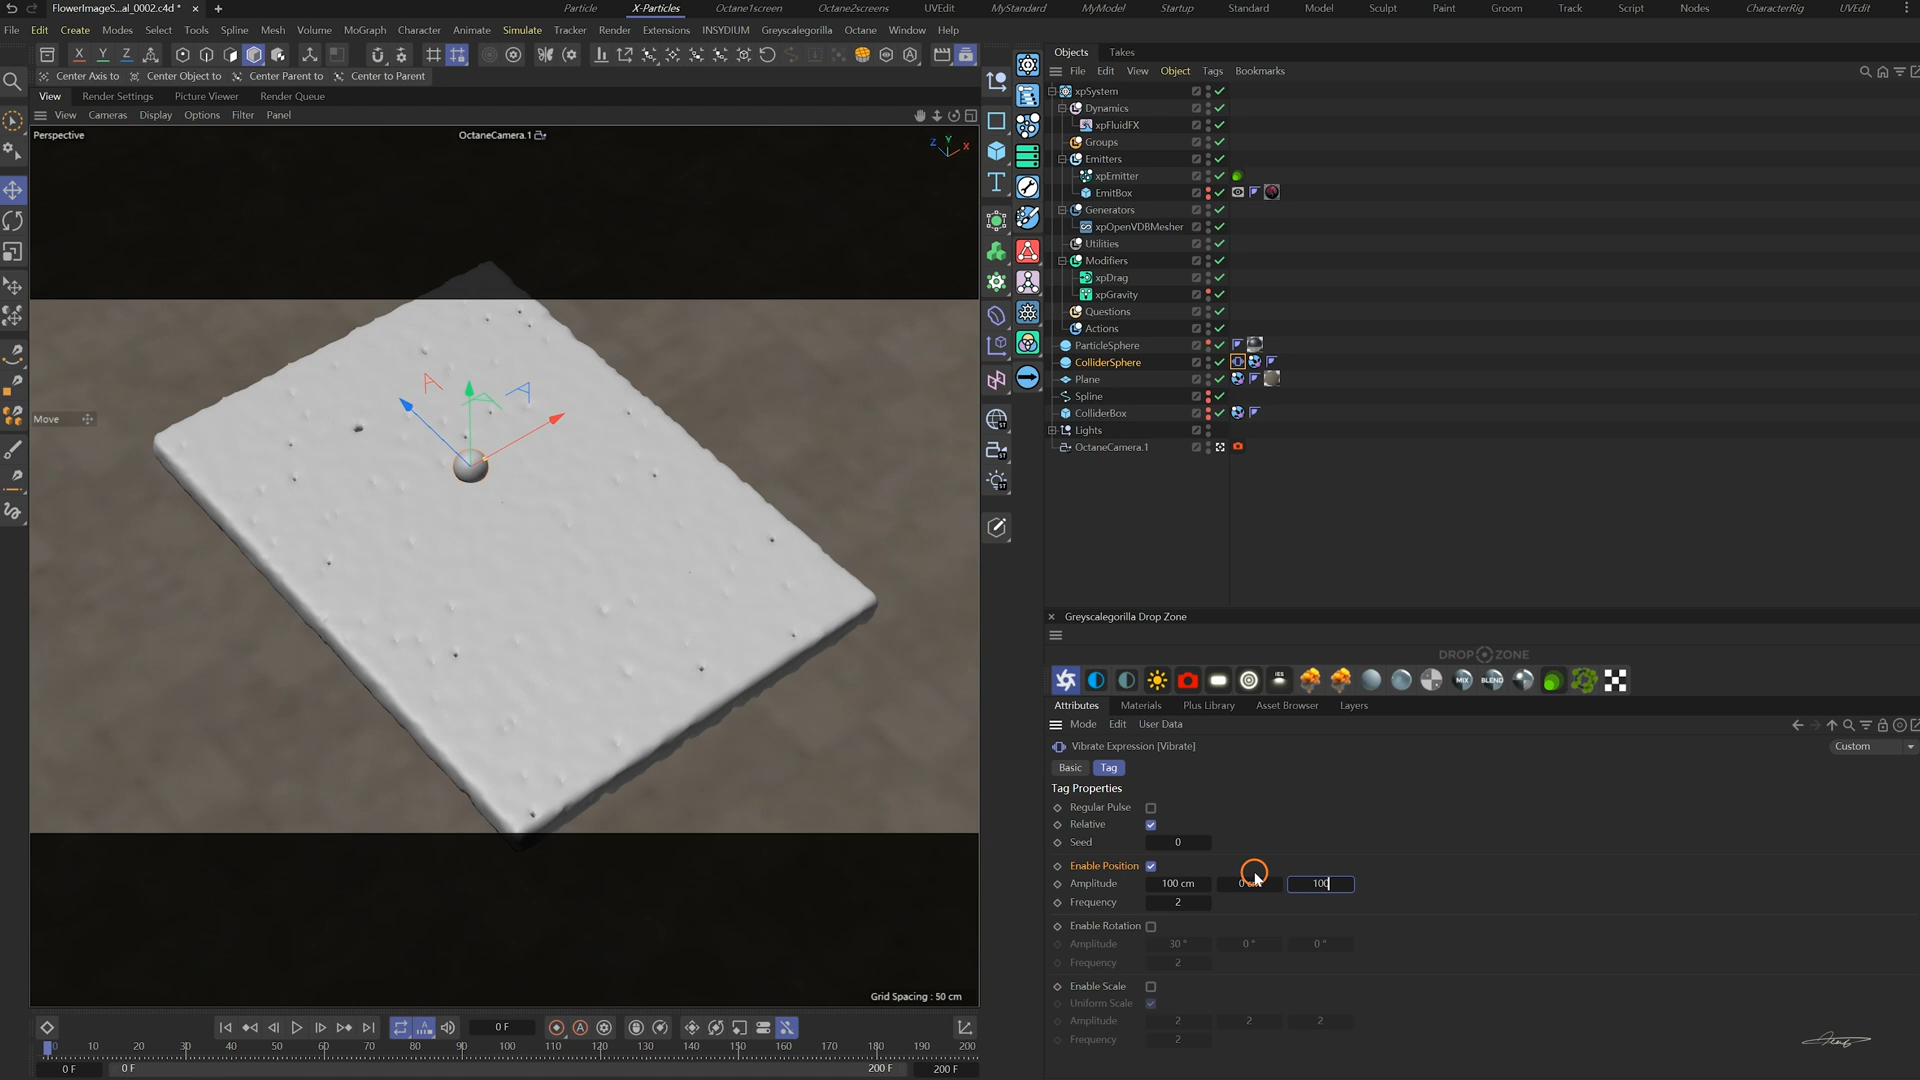 FlowerImageS...al_0002.c4d *
Particle
X-Particles
Octane1screen
Octane2screens
UVEdit
MyStandard
MyModel
Startup
Standard
Model
Sculpt
Paint
Groom
Track
Script
Nodes
CharacterRig
UVEdit
File
Edit
Create
Modes
Select
Tools
Spline
Mesh
Volume
MoGraph
Character
Animate
Simulate
Tracker
Render
Extensions
INSYDIUM
Greyscalegorilla
Octane
Window
Help
X
Y
Z
Center Axis to
Center Object to
Center Parent to
Center to Parent
View
Render Settings
Picture Viewer
Render Queue
View
Cameras
Display
Options
Filter
Panel
Perspective
OctaneCamera.1
Z
Y
X
Move
Grid Spacing : 50 cm
Objects
Takes
File
Edit
View
Object
Tags
Bookmarks
xpSystem
Dynamics
xpFluidFX
Groups
Emitters
xpEmitter
EmitBox
Generators
xpOpenVDBMesher
Utilities
Modifiers
xpDrag
xpGravity
Questions
Actions
ParticleSphere
ColliderSphere
Plane
Spline
ColliderBox
Lights
OctaneCamera.1
Greyscalegorilla Drop Zone
DROP ZONE
IES
MIX
BLEND
Attributes
Materials
Plus Library
Asset Browser
Layers
Mode
Edit
User Data
Vibrate Expression [Vibrate]
Custom
Basic
Tag
Tag Properties
Regular Pulse
Relative
Seed
0
Enable Position
Amplitude
100 cm
100
Frequency
2
Enable Rotation
Amplitude
30 °
0 °
0 °
Frequency
2
Enable Scale
Uniform Scale
Amplitude
2
2
2
Frequency
2
0 F
0
10
20
30
40
50
60
70
80
90
100
110
120
130
140
150
160
170
180
190
200
0 F
0 F
200 F
200 F